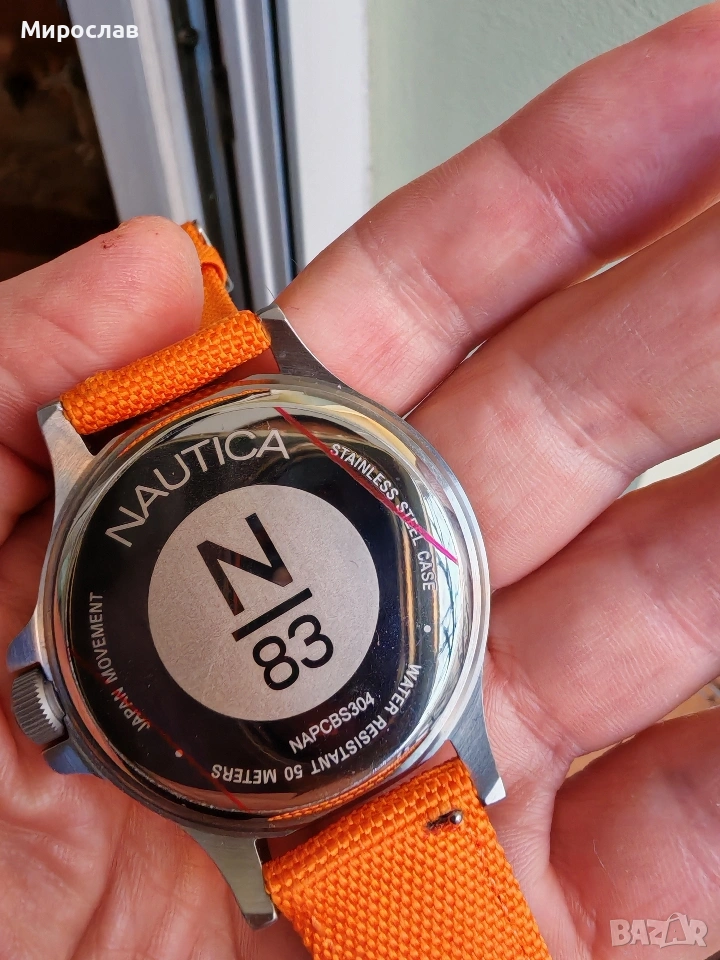 Мирослав
NAUTICA
STAINLESS STEEL CASE
N
83
JAPAN MOVEMENT
NAPCBS304
WATER RESISTANT 50 METERS
BAZAR